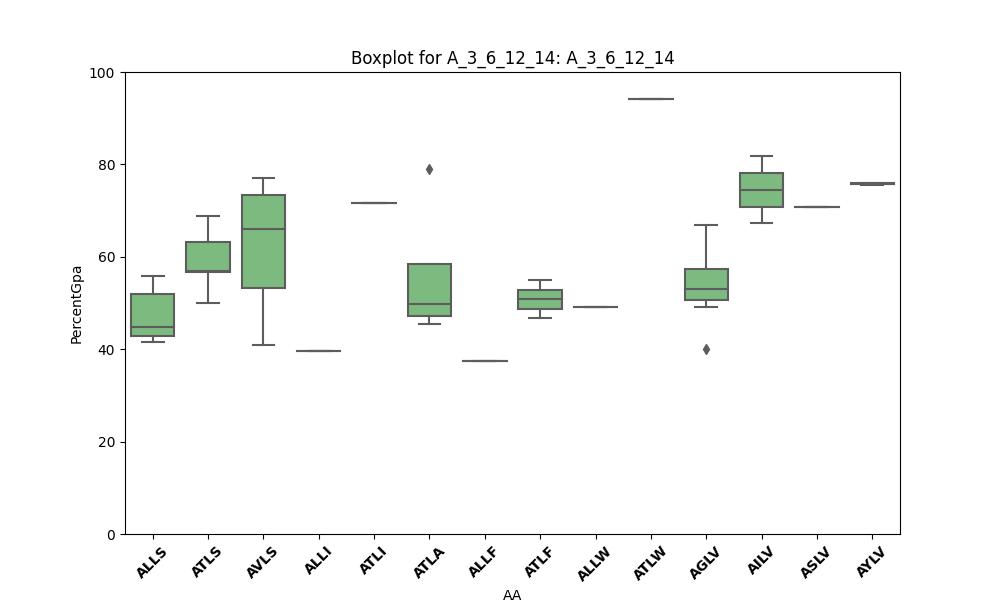 Boxplot for A_3_6_12_14: A_3_6_12_14
100
80
60
40
20
0
PercentGpa
ALLS ATLS AVLS ALLI ATLI ATLA ALLF ATLF ALLW ATLW AGLV AILV ASLV AYLV
AA